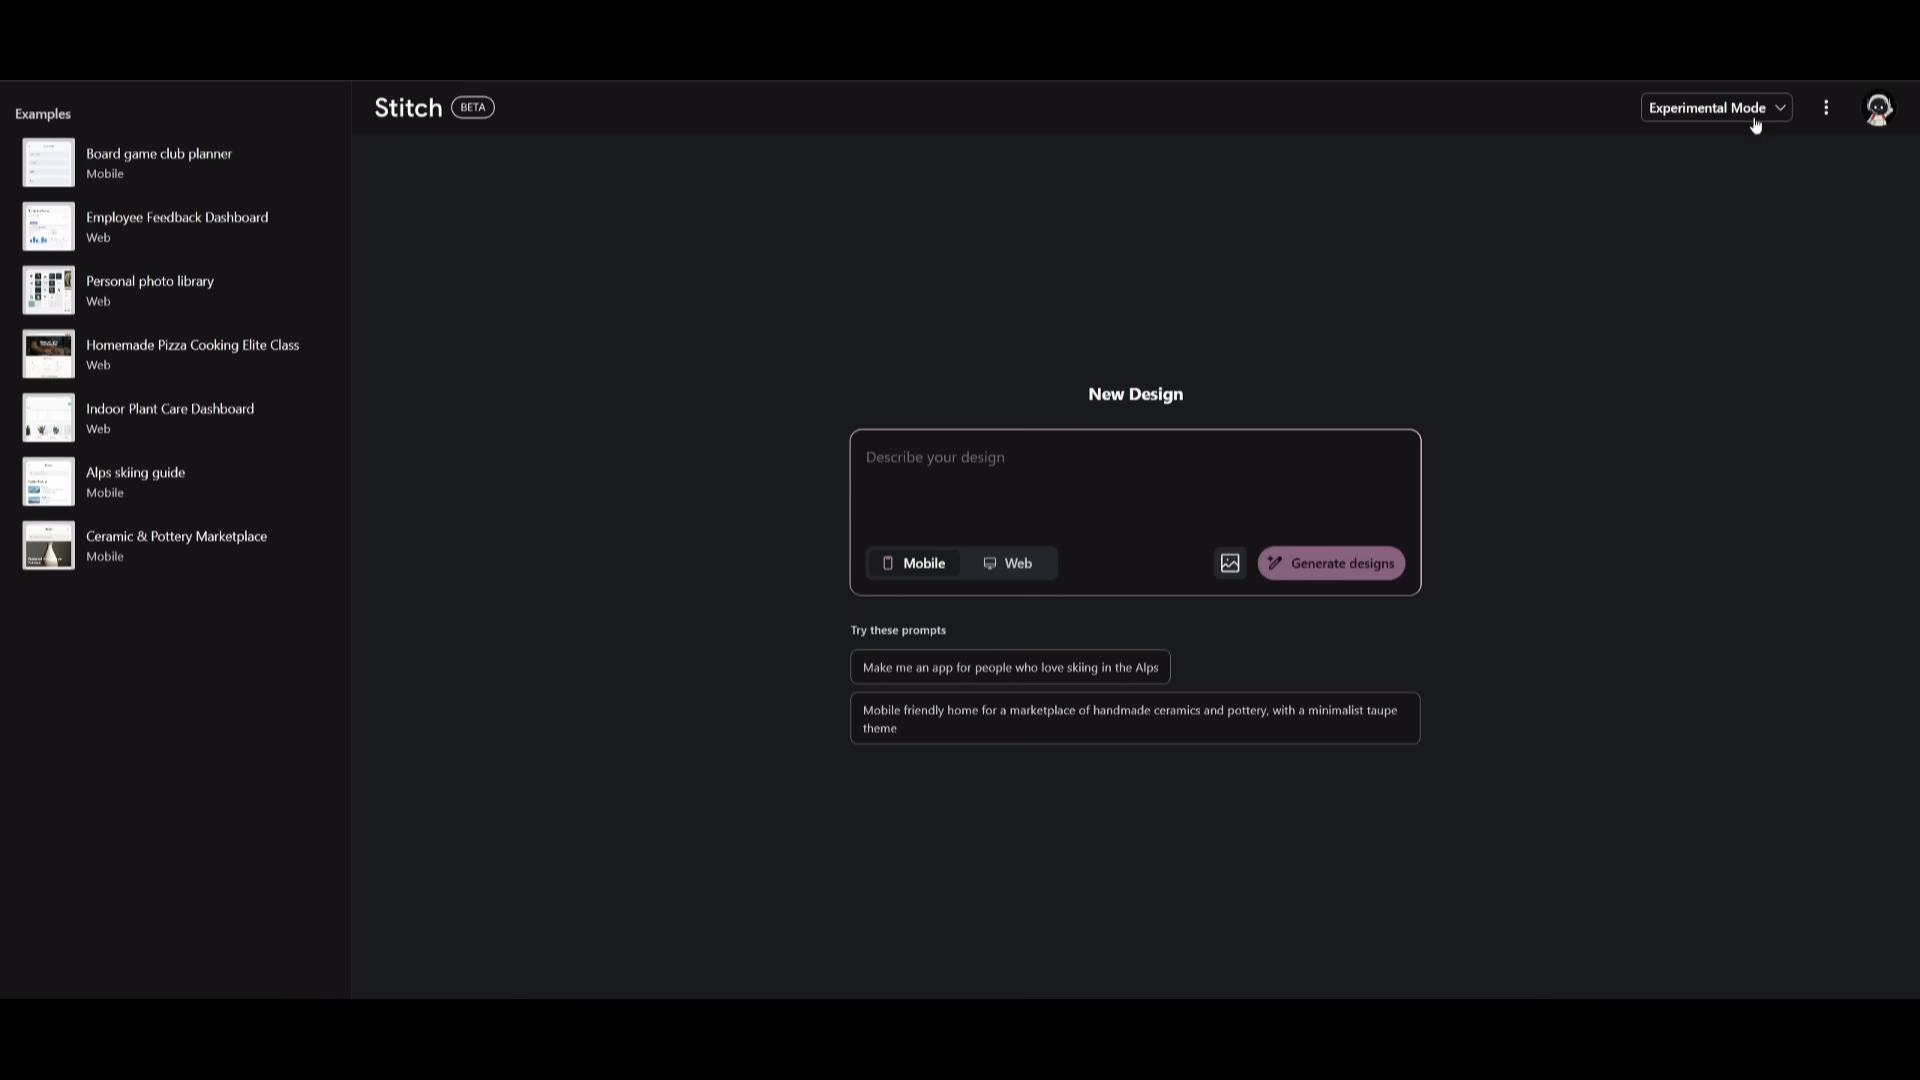 Examples
Board game club planner
Mobile
Employee Feedback Dashboard
Web
Personal photo library
Web
Homemade Pizza Cooking Elite Class
Web
Indoor Plant Care Dashboard
Web
Alps skiing guide
Mobile
Ceramic & Pottery Marketplace
Mobile
Stitch BETA
Experimental Mode
New Design
Describe your design
Mobile Web Generate designs
Try these prompts
Make me an app for people who love skiing in the Alps
Mobile friendly home for a marketplace of handmade ceramics and pottery, with a minimalist taupe
theme